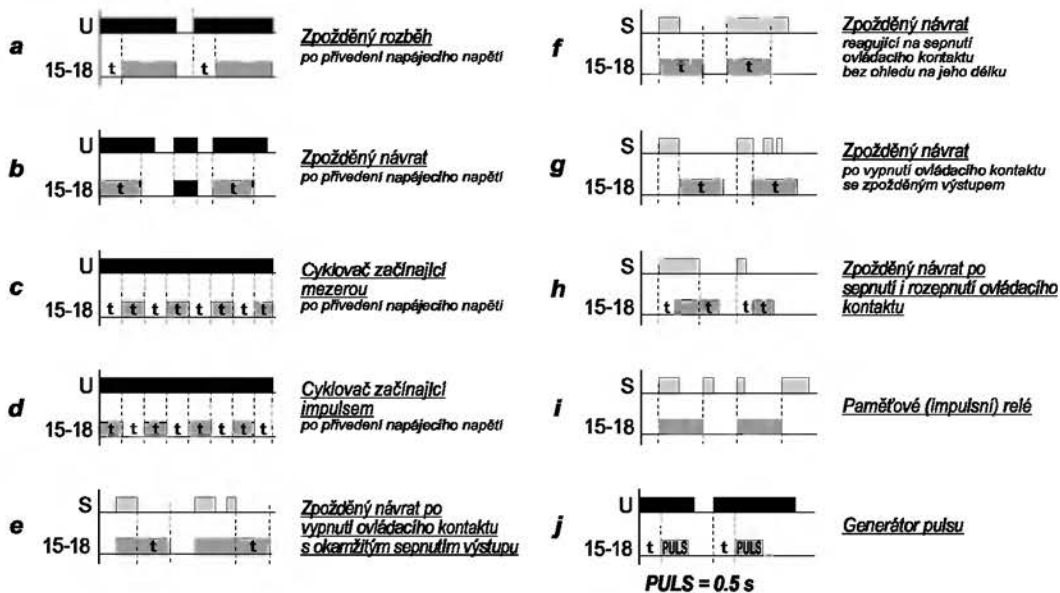 a
U
15-18
t
t
Zpožděný rozběh
po přivedení napájecího napětí
b
U
15-18
t
t
Zpožděný návrat
po přivedení napájecího napětí
c
U
15-18
t t t t t t t t
Cyklovač začínající
mezerou
po přivedení napájecího napětí
d
U
15-18
t t t t t t t t
Cyklovač začínající
impulsem
po přivedení napájecího napětí
e
S
15-18
t
t
Zpožděný návrat po
vypnutí ovládacího kontaktu
s okamžitým sepnutím výstupu
f
S
15-18
t
t
Zpožděný návrat
reagující na sepnutí
ovládacího kontaktu
bez ohledu na jeho délku
g
S
15-18
t
t
Zpožděný návrat
po vypnutí ovládacího kontaktu
se zpožděným výstupem
h
S
15-18
t t t t
Zpožděný návrat po
sepnutí i rozepnutí ovládacího
kontaktu
i
S
15-18
Paměťové (impulsní) relé
j
U
15-18
t PULS t PULS
Generátor pulsu
PULS = 0.5 s